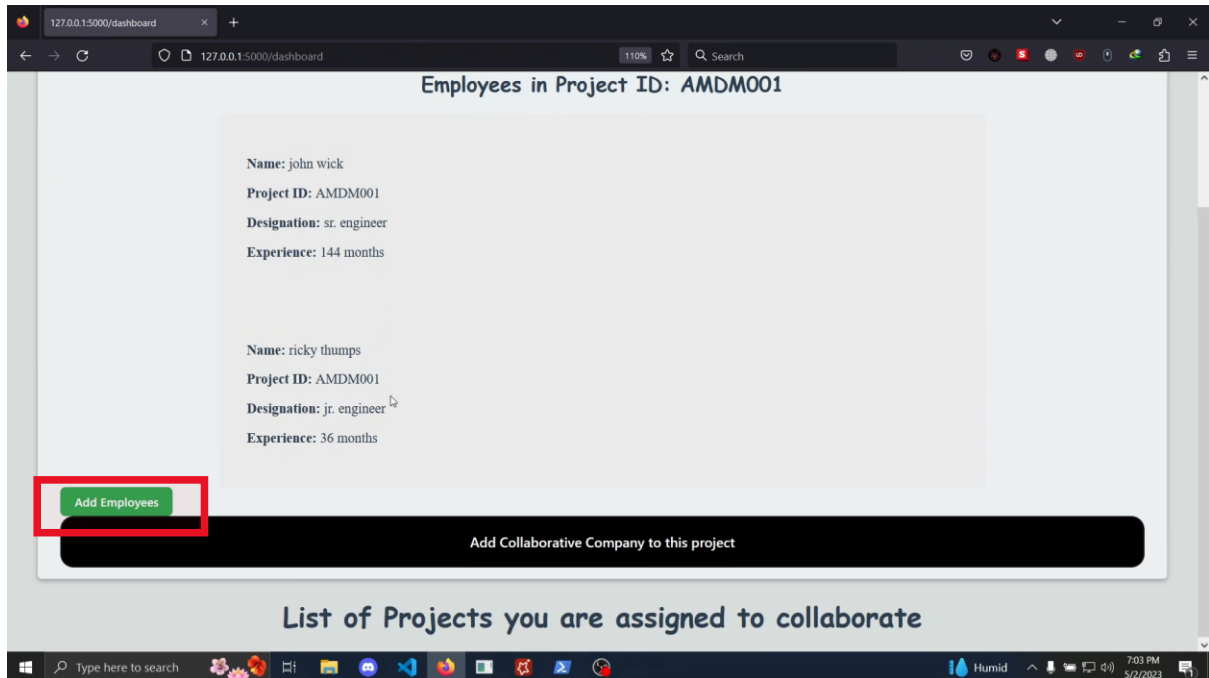 127.0.0.1:5000/dashboard
127.0.0.1:5000/dashboard
110%
Search
Employees in Project ID: AMDM001
Name: john wick
Project ID: AMDM001
Designation: sr. engineer
Experience: 144 months
Name: ricky thumps
Project ID: AMDM001
Designation: jr. engineer
Experience: 36 months
Add Employees
Add Collaborative Company to this project
List of Projects you are assigned to collaborate
Type here to search
Humid
7:03 PM
5/2/2023